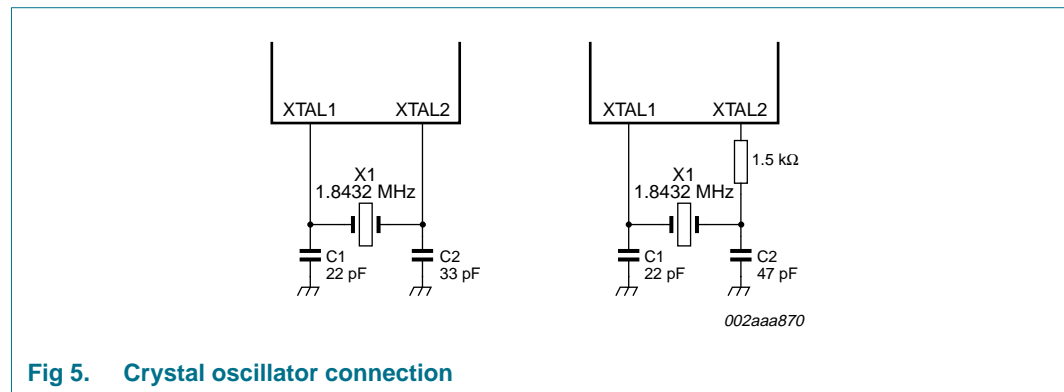 XTAL1 XTAL2
X1
1.8432 MHz
C1
22 pF
C2
33 pF
XTAL1 XTAL2
1.5 kΩ
X1
1.8432 MHz
C1
22 pF
C2
47 pF
002aaa870
Fig 5. Crystal oscillator connection